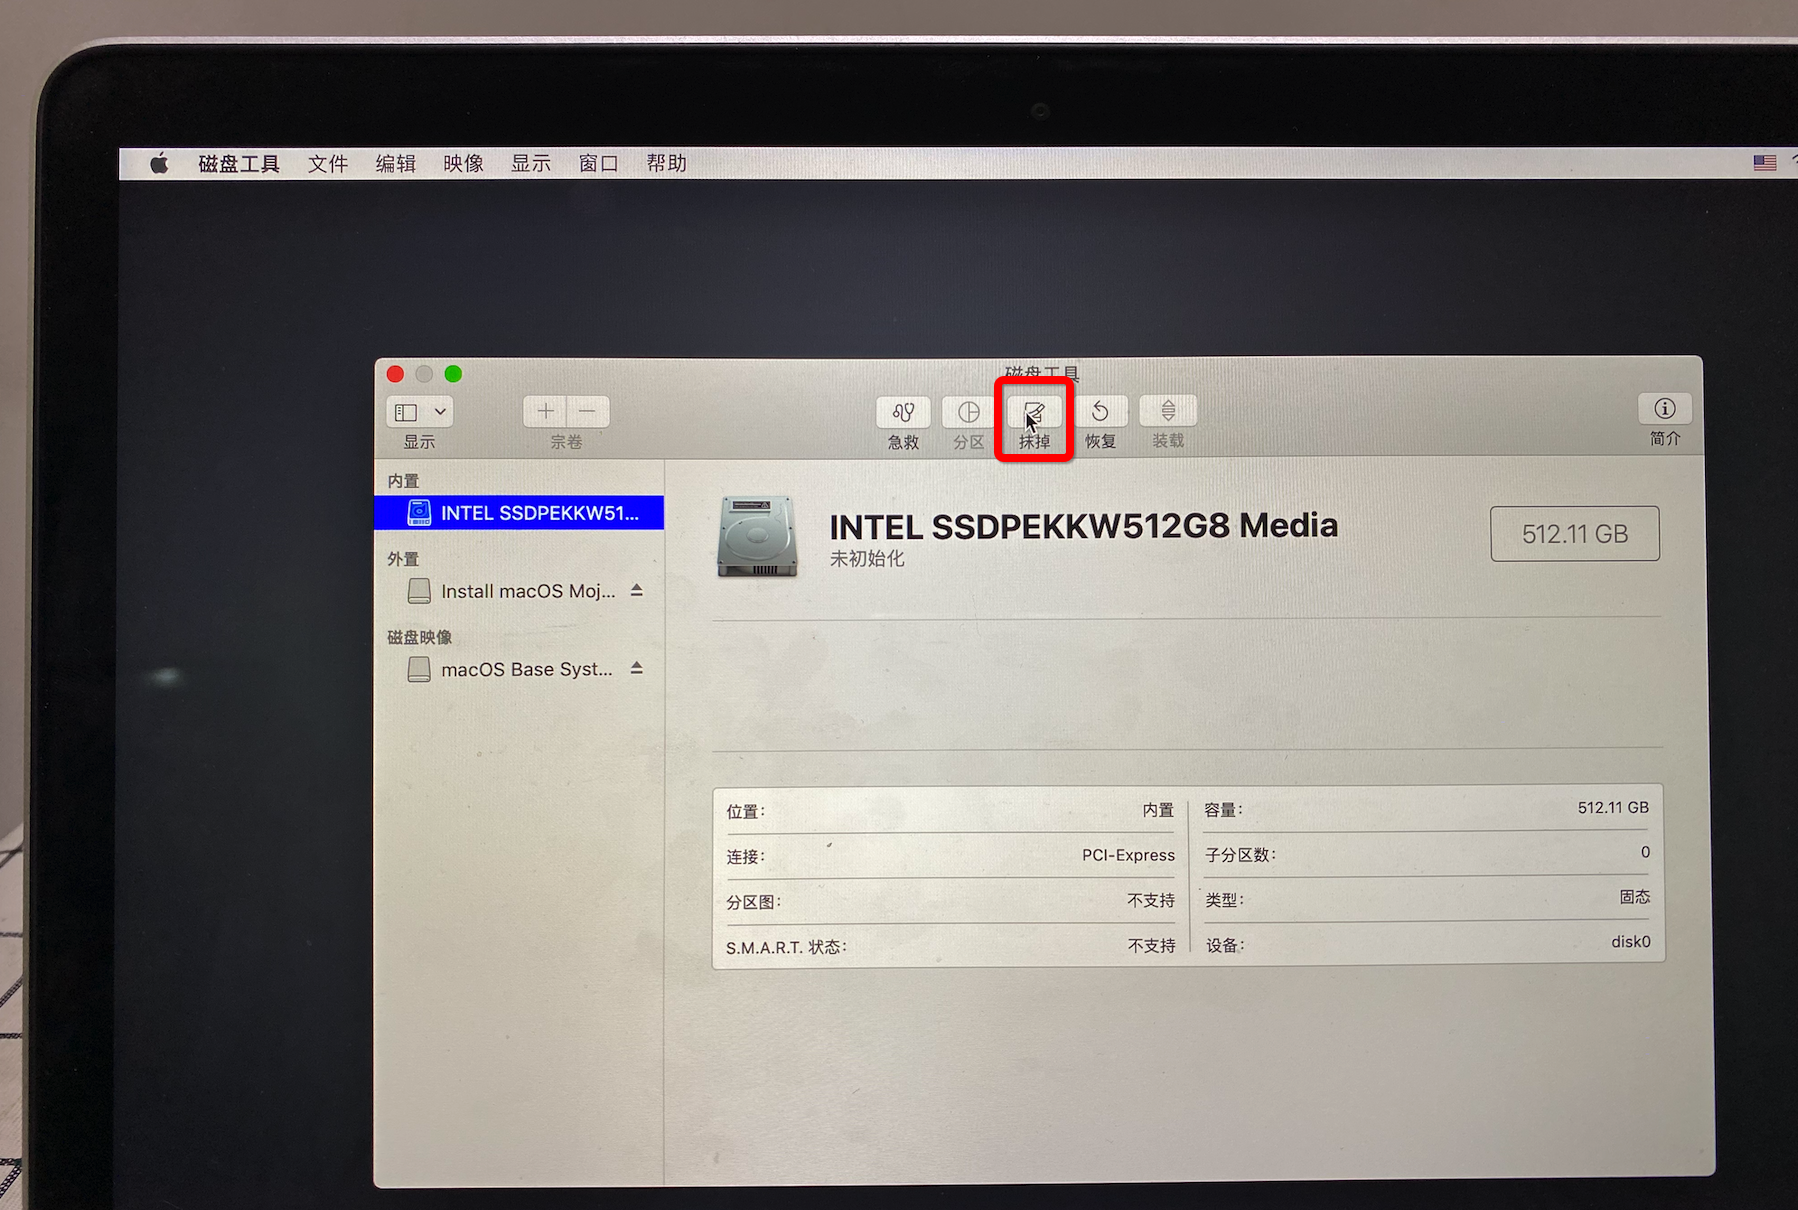 磁盘工具 文件 编辑 映像 显示 窗口 帮助
磁盘工具
显示 宗卷 急救 分区 抹掉 恢复 装载 简介
内置
INTEL SSDPEKKW51...
外置
Install macOS Moj...
磁盘映像
macOS Base Syst...
INTEL SSDPEKKW512G8 Media
未初始化
512.11 GB
位置: 内置
连接: PCI-Express
分区图: 不支持
S.M.A.R.T. 状态: 不支持
容量: 512.11 GB
子分区数: 0
类型: 固态
设备: disk0